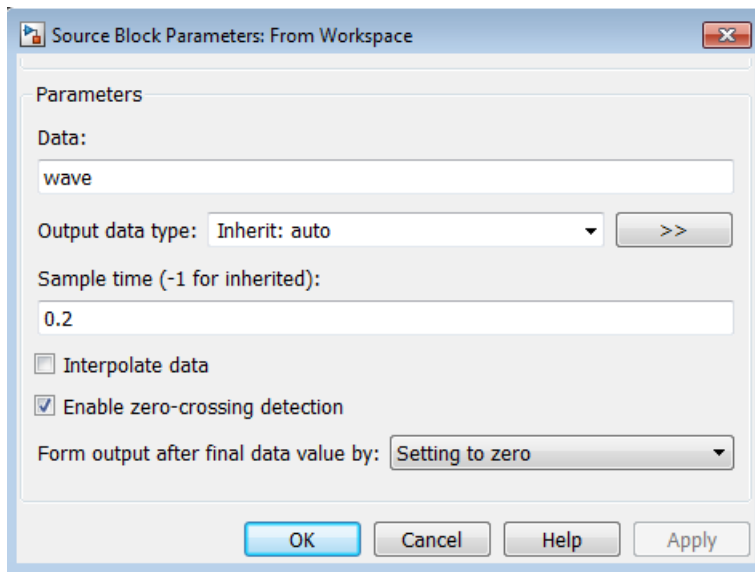 Source Block Parameters: From Workspace
Parameters
Data:
wave
Output data type: Inherit: auto >>
Sample time (-1 for inherited):
0.2
Interpolate data
Enable zero-crossing detection
Form output after final data value by: Setting to zero
OK Cancel Help Apply